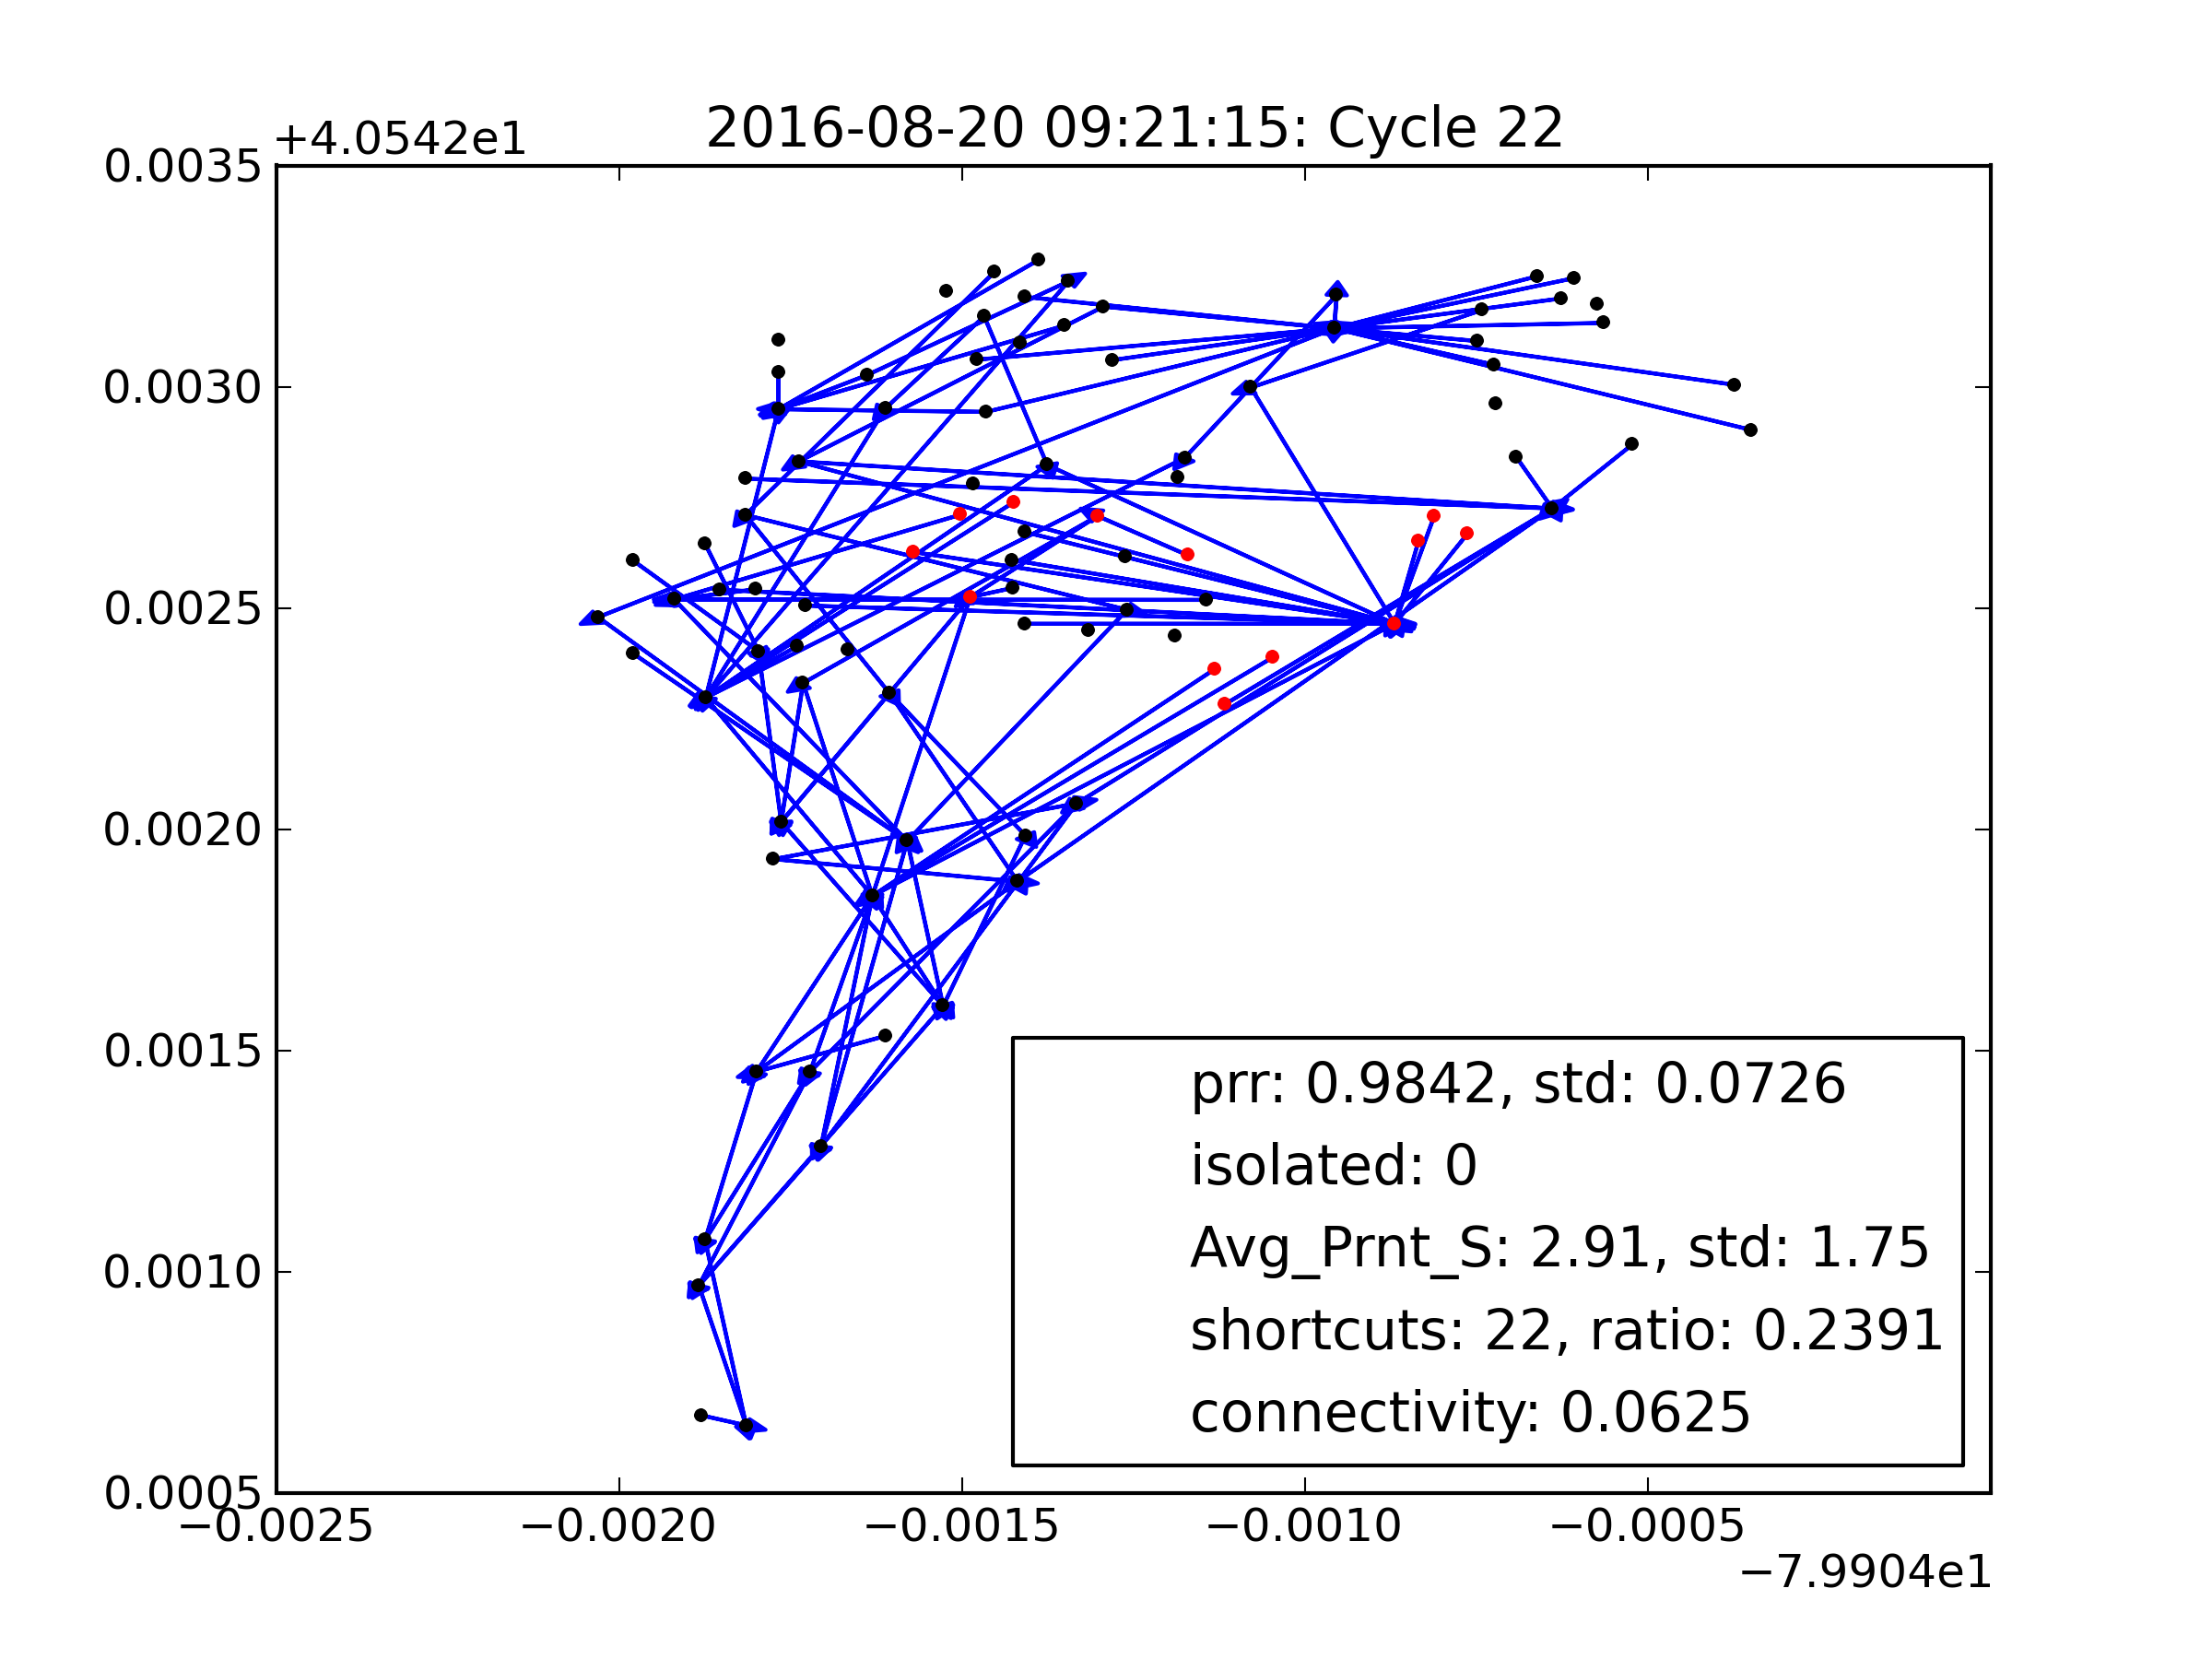 2016-08-20 09:21:15: Cycle 22
+4.0542e1
0.0035
0.0030
0.0025
0.0020
0.0015
0.0010
0.0005
prr: 0.9842, std: 0.0726
isolated: 0
Avg_Prnt_S: 2.91, std: 1.75
shortcuts: 22, ratio: 0.2391
connectivity: 0.0625
−0.0025 −0.0020 −0.0015 −0.0010 −0.0005
−7.9904e1